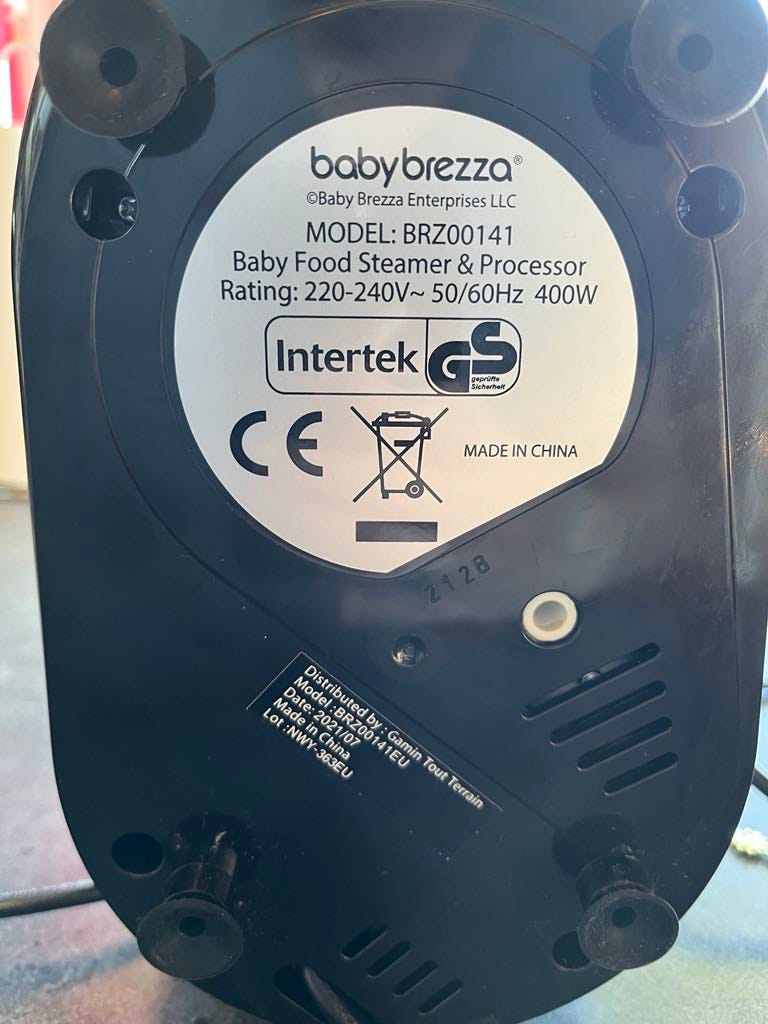 babybrezza®
©Baby Brezza Enterprises LLC
MODEL: BRZ00141
Baby Food Steamer & Processor
Rating: 220-240V~ 50/60Hz 400W
Intertek GS
geprüfte
Sicherheit
CE
MADE IN CHINA
2128
Distributed by : Gamin Tout Terrain
Model :BRZ00141EU
Date: 2021/07
Made in China
Lot :NWY-363EU